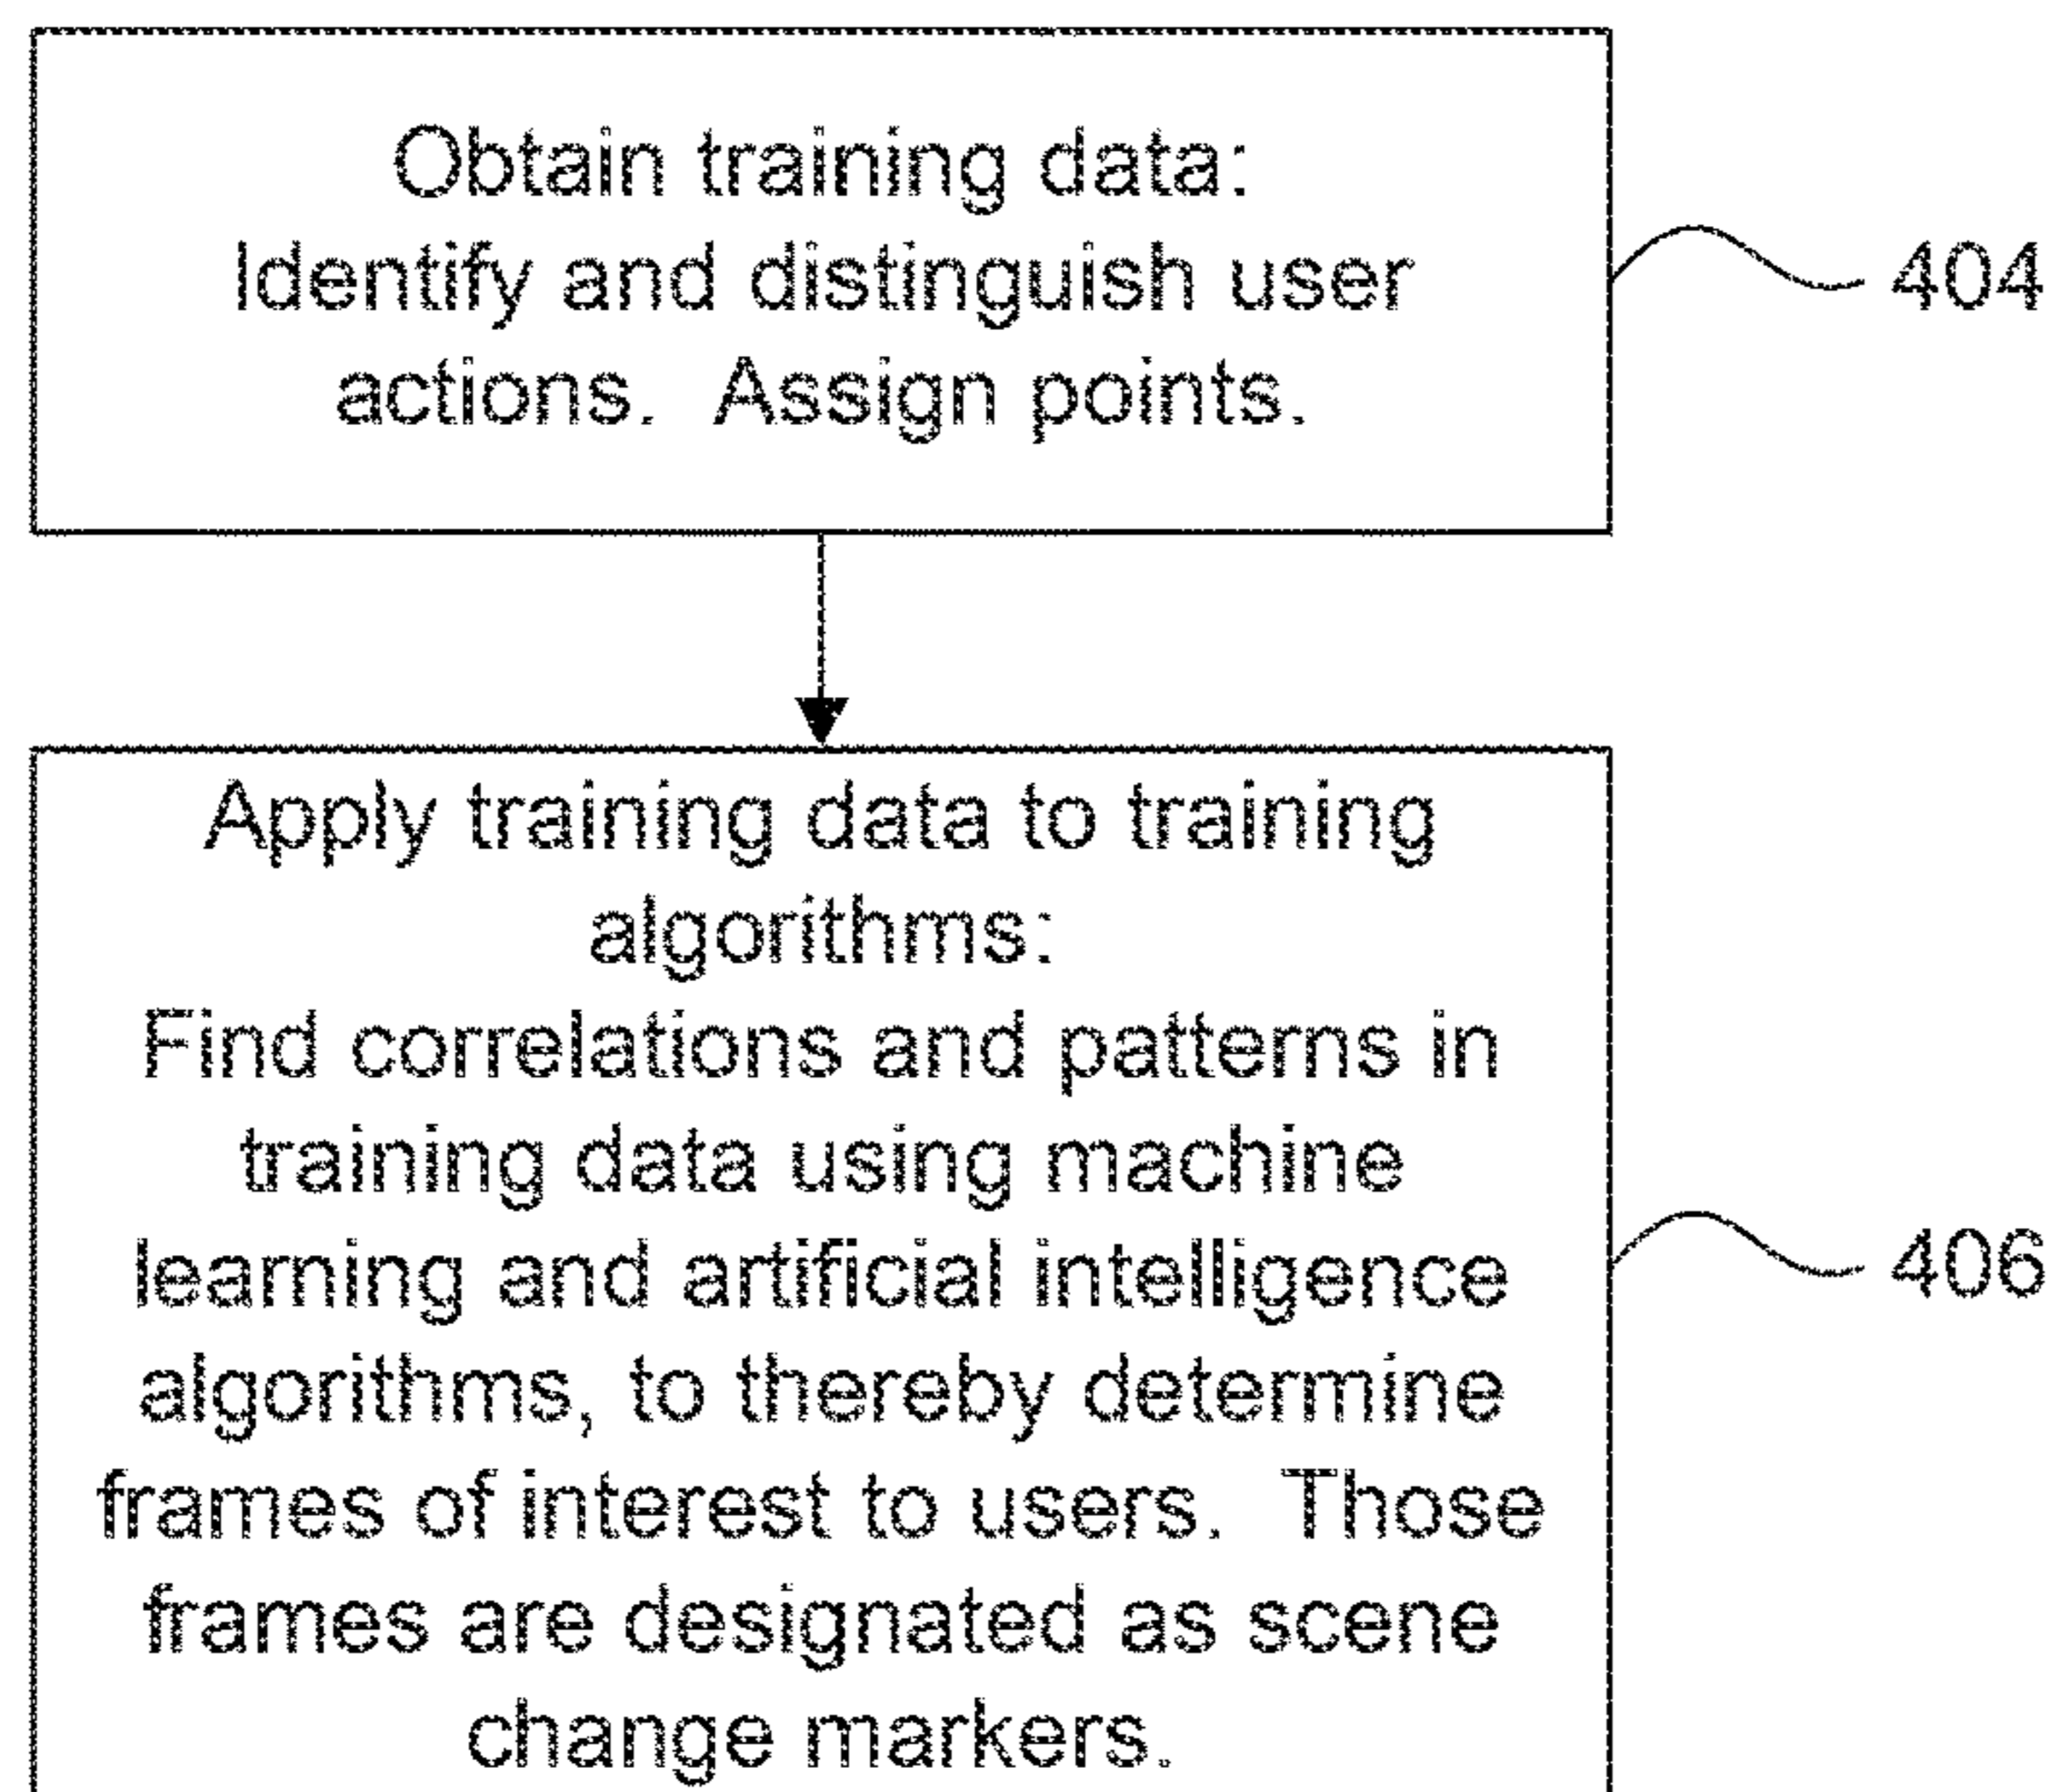 Obtain training data:
Identify and distinguish user
actions.  Assign points.
404
Apply training data to training
algorithms:
Find correlations and patterns in
training data using machine
learning and artificial intelligence
algorithms, to thereby determine
frames of interest to users.  Those
frames are designated as scene
change markers.
406